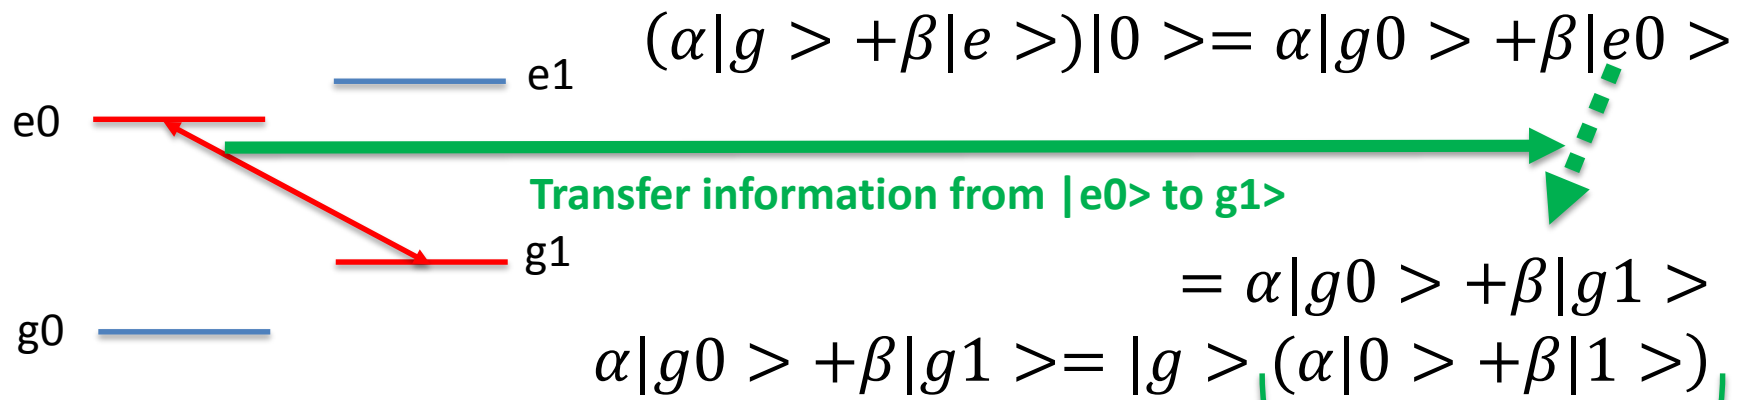 (α|g > +β|e >)|0 >= α|g0 > +β|e0 >
e1
e0
Transfer information from |e0> to g1>
g1
= α|g0 > +β|g1 >
g0
α|g0 > +β|g1 >= |g > (α|0 > +β|1 >)